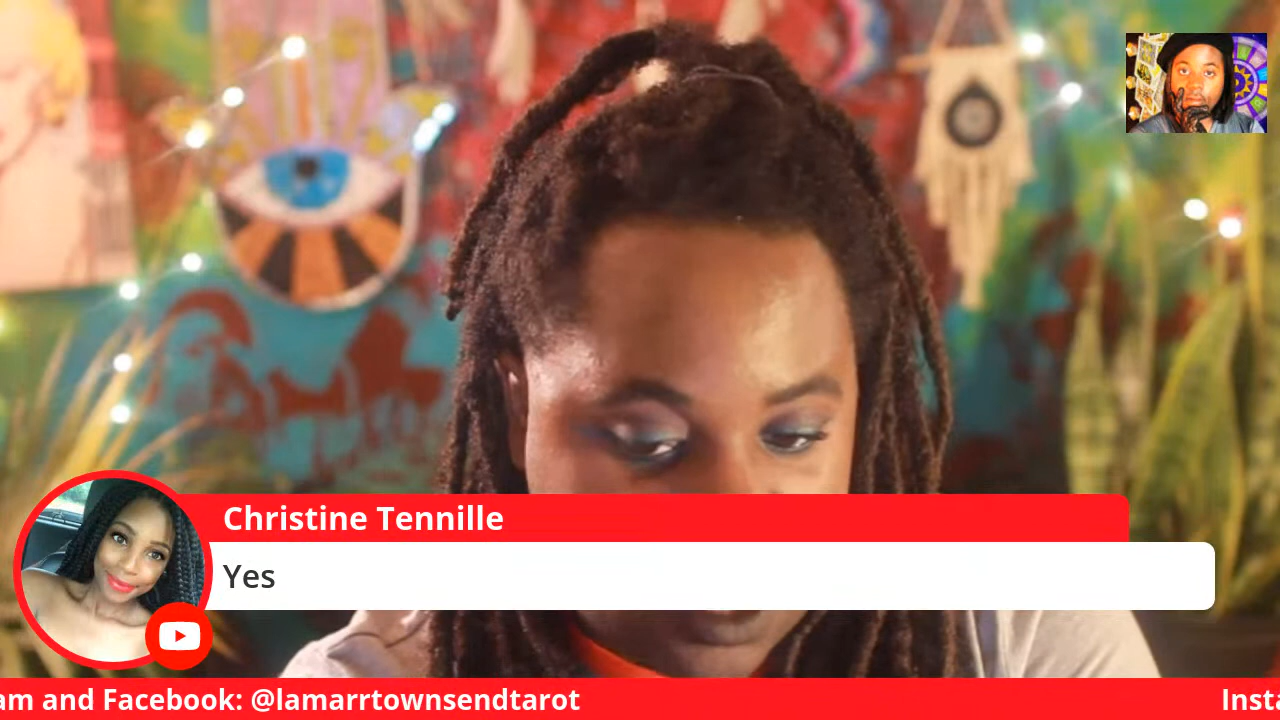 Christine Tennille
Yes
am and Facebook: @lamarrtownsendtarot
Insta